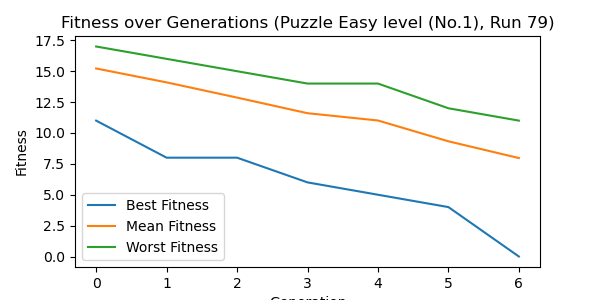 Fitness over Generations (Puzzle Easy level (No.1), Run 79)
17.5
15.0
12.5
10.0
7.5
5.0
2.5
0.0
Fitness
Best Fitness
Mean Fitness
Worst Fitness
0 1 2 3 4 5 6
Generation